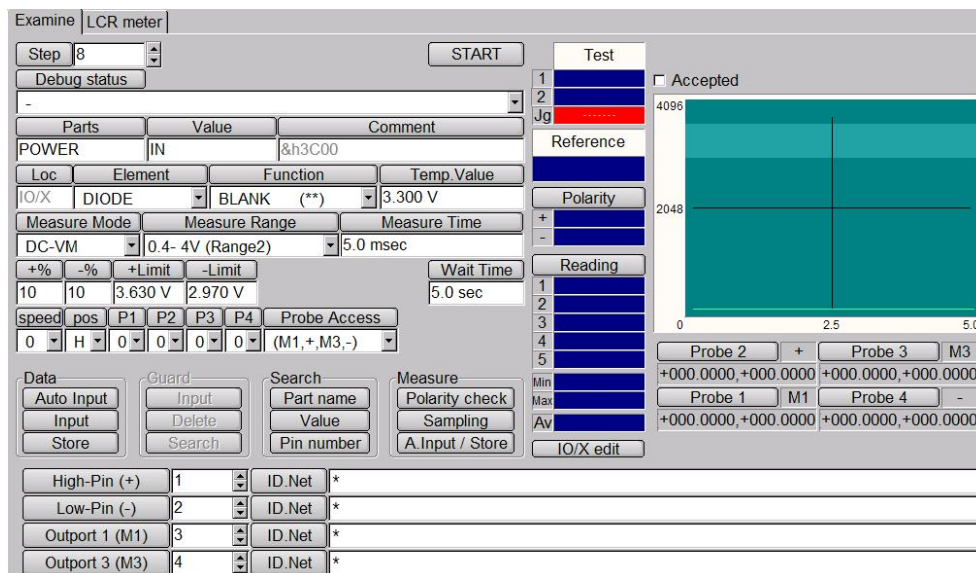 Examine LCR meter
Step 8 START
Debug status
-
Parts Value Comment
POWER IN &h3C00
Loc Element Function Temp.Value
IO/X DIODE BLANK (**) 3.300 V
Measure Mode Measure Range Measure Time
DC-VM 0.4- 4V (Range2) 5.0 msec
+% -% +Limit -Limit Wait Time
10 10 3.630 V 2.970 V 5.0 sec
speed pos P1 P2 P3 P4 Probe Access
0 H 0 0 0 0 (M1,+,M3,-)
Data Guard Search Measure
Auto Input Input Part name Polarity check
Input Delete Value Sampling
Store Search Pin number A.Input / Store
Test
1
2
Jg -------
Reference
Polarity
+
-
Reading
1
2
3
4
5
Min
Max
Av
IO/X edit
Accepted
4096
2048
0 2.5 5.0
Probe 2 + Probe 3 M3
+000.0000,+000.0000 +000.0000,+000.0000
Probe 1 M1 Probe 4 -
+000.0000,+000.0000 +000.0000,+000.0000
High-Pin (+) 1 ID.Net *
Low-Pin (-) 2 ID.Net *
Outport 1 (M1) 3 ID.Net *
Outport 3 (M3) 4 ID.Net *